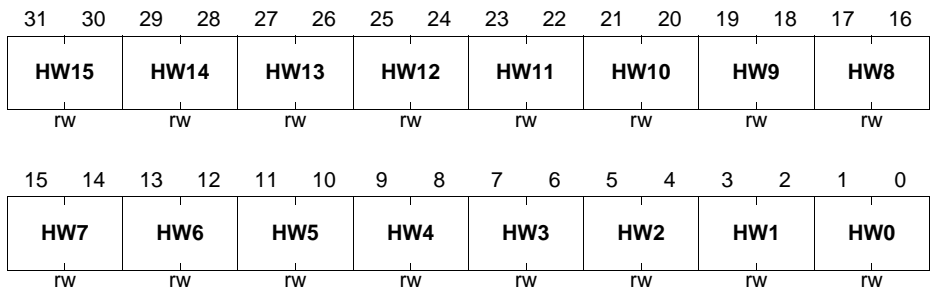 31 30 29 28 27 26 25 24 23 22 21 20 19 18 17 16
HW15 HW14 HW13 HW12 HW11 HW10 HW9 HW8
rw rw rw rw rw rw rw rw
15 14 13 12 11 10 9 8 7 6 5 4 3 2 1 0
HW7 HW6 HW5 HW4 HW3 HW2 HW1 HW0
rw rw rw rw rw rw rw rw